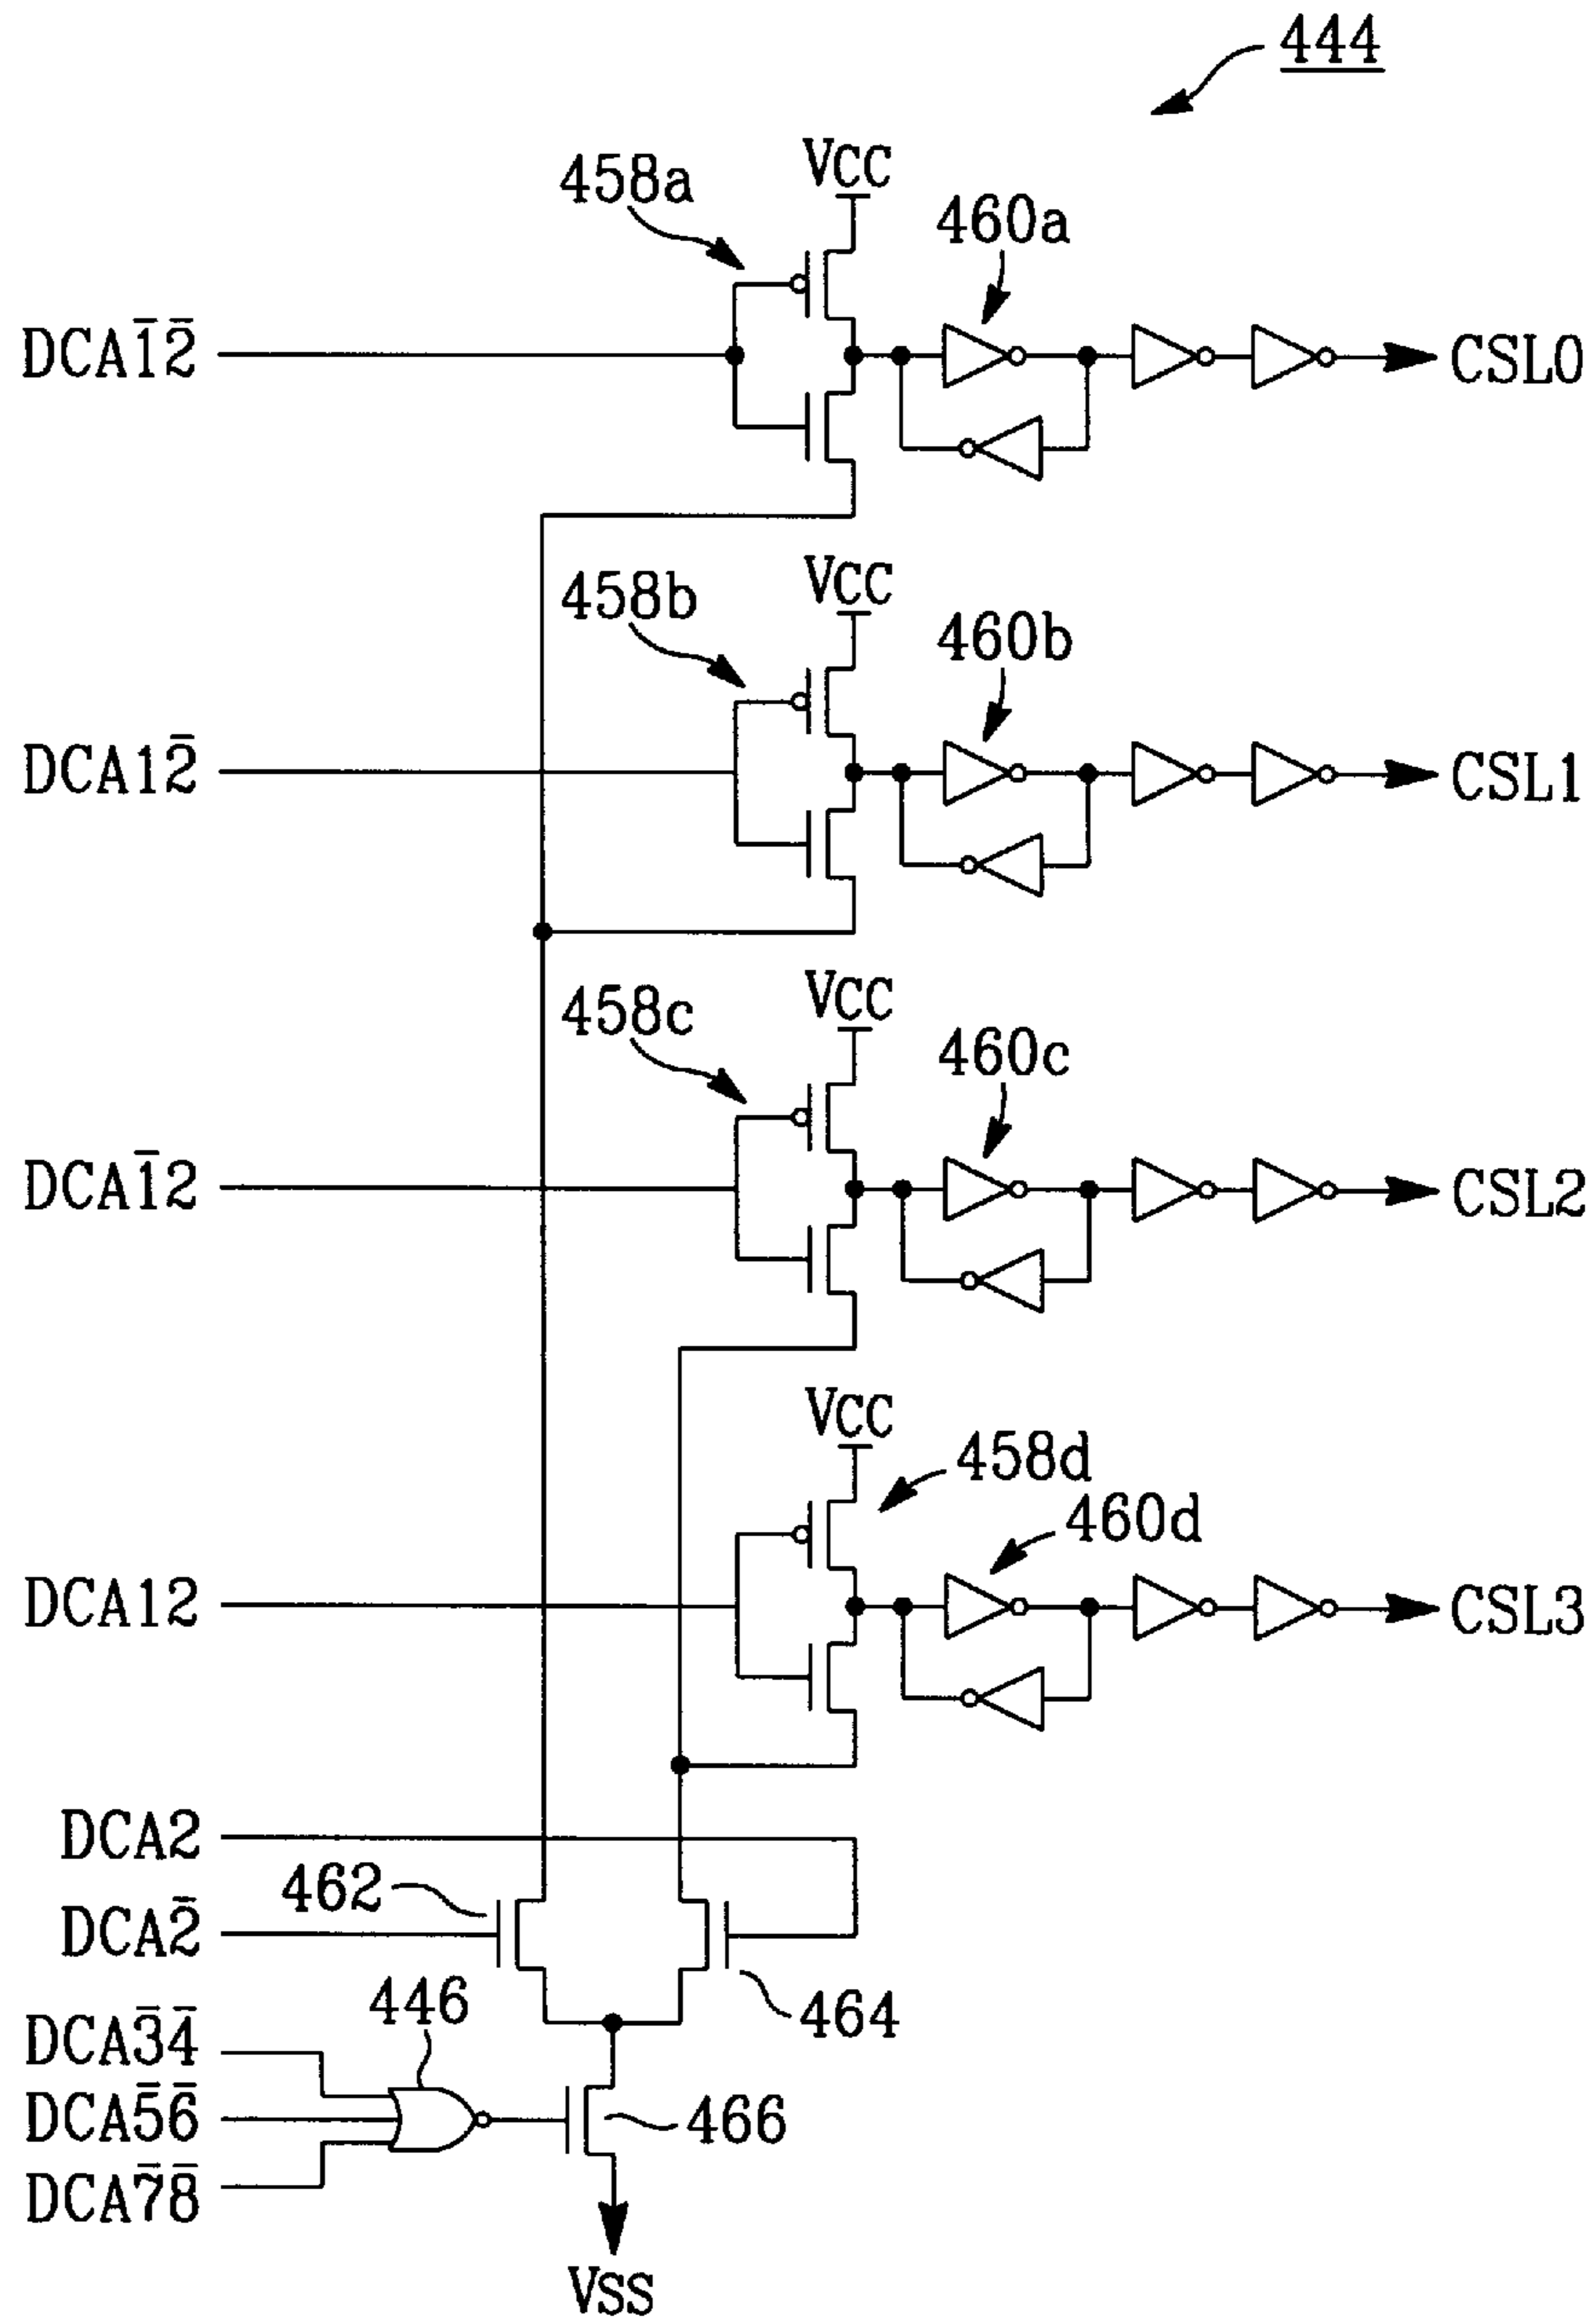 444
458a
VCC
460a
DCA1̅2̅
CSL0
458b
VCC
460b
DCA12̅
CSL1
458c
VCC
460c
DCA1̅2
CSL2
VCC
458d
460d
DCA12
CSL3
DCA2
462
DCA2̅
464
446
DCA3̅4̅
DCA5̅6̅
466
DCA7̅8̅
VSS